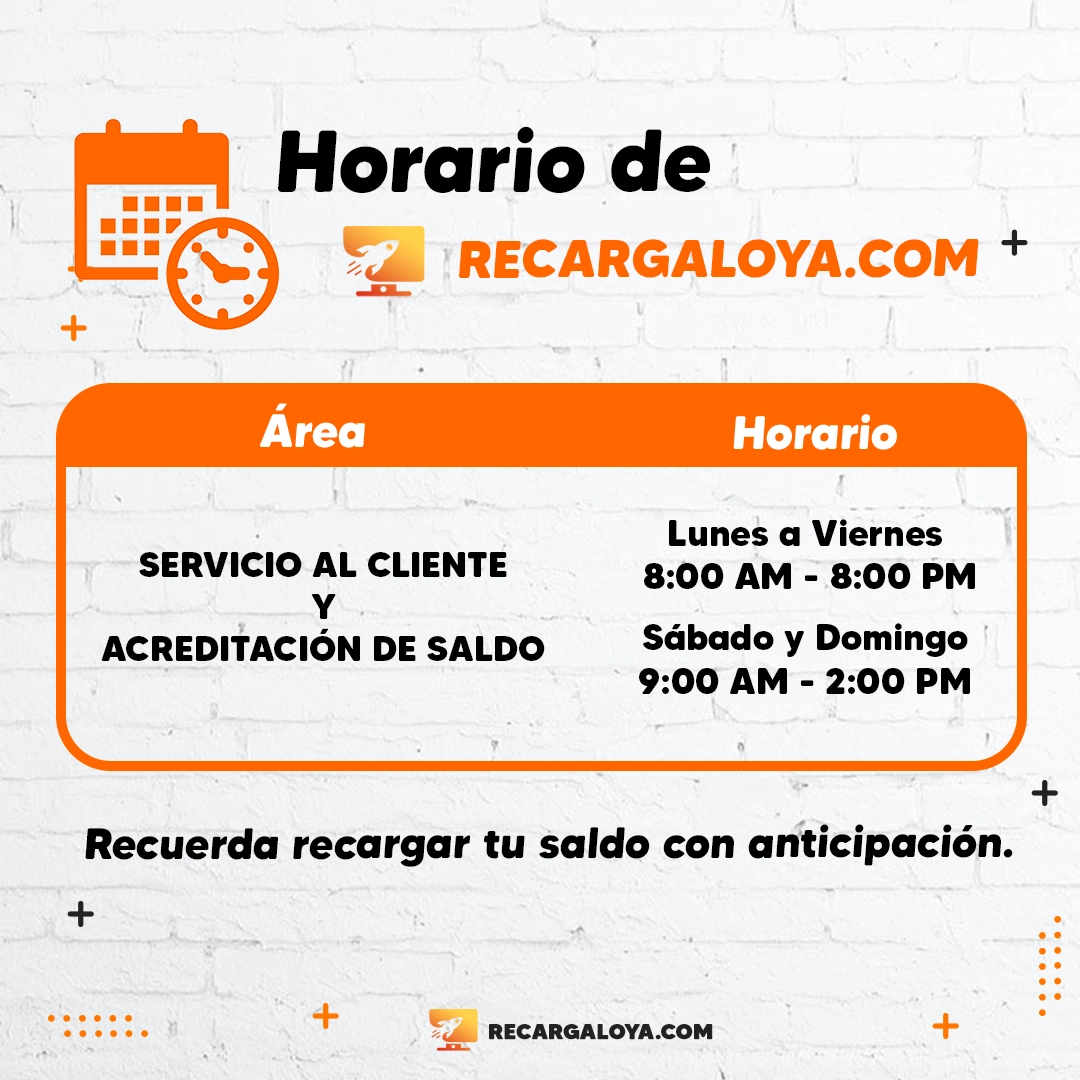 Horario de
RECARGALOYA.COM
Área
Horario
SERVICIO AL CLIENTE
Y
ACREDITACIÓN DE SALDO
Lunes a Viernes
8:00 AM - 8:00 PM
Sábado y Domingo
9:00 AM - 2:00 PM
Recuerda recargar tu saldo con anticipación.
RECARGALOYA.COM